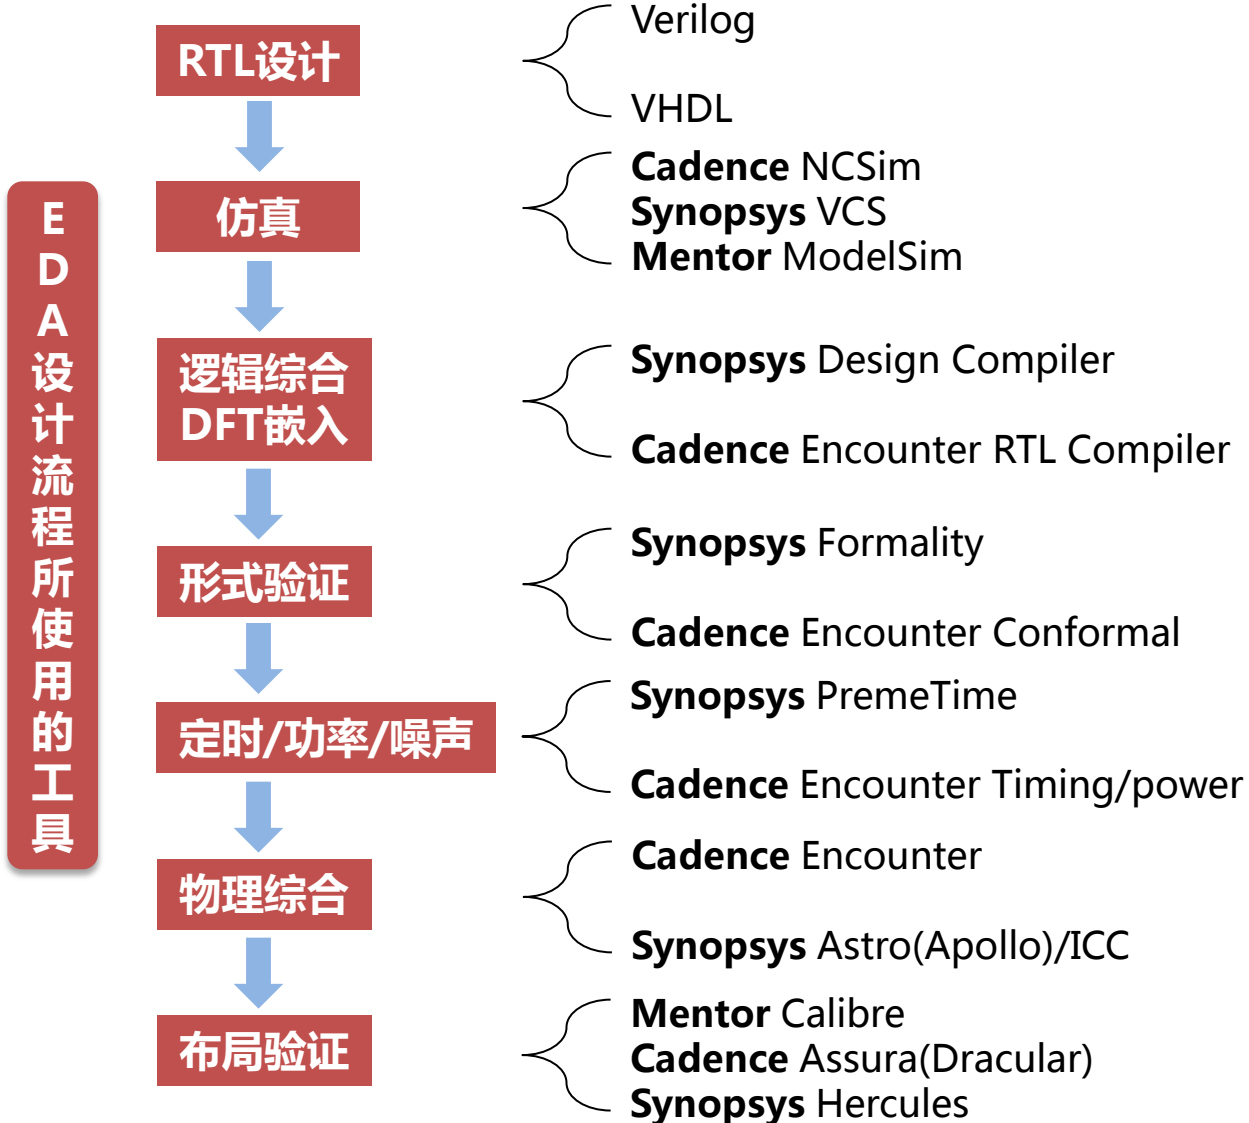 EDA设计流程所使用的工具
RTL设计
Verilog
VHDL
仿真
Cadence NCSim
Synopsys VCS
Mentor ModelSim
逻辑综合
DFT嵌入
Synopsys Design Compiler
Cadence Encounter RTL Compiler
形式验证
Synopsys Formality
Cadence Encounter Conformal
定时/功率/噪声
Synopsys PremeTime
Cadence Encounter Timing/power
物理综合
Cadence Encounter
Synopsys Astro(Apollo)/ICC
布局验证
Mentor Calibre
Cadence Assura(Dracular)
Synopsys Hercules